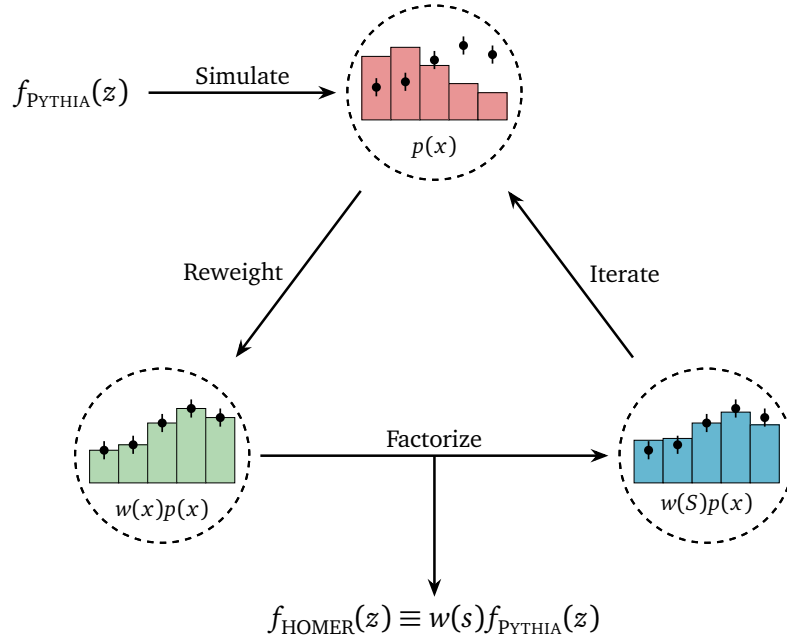 Simulate
f_PYTHIA(z)
p(x)
Reweight
Iterate
Factorize
w(x)p(x)
w(S)p(x)
f_HOMER(z) ≡ w(s)f_PYTHIA(z)